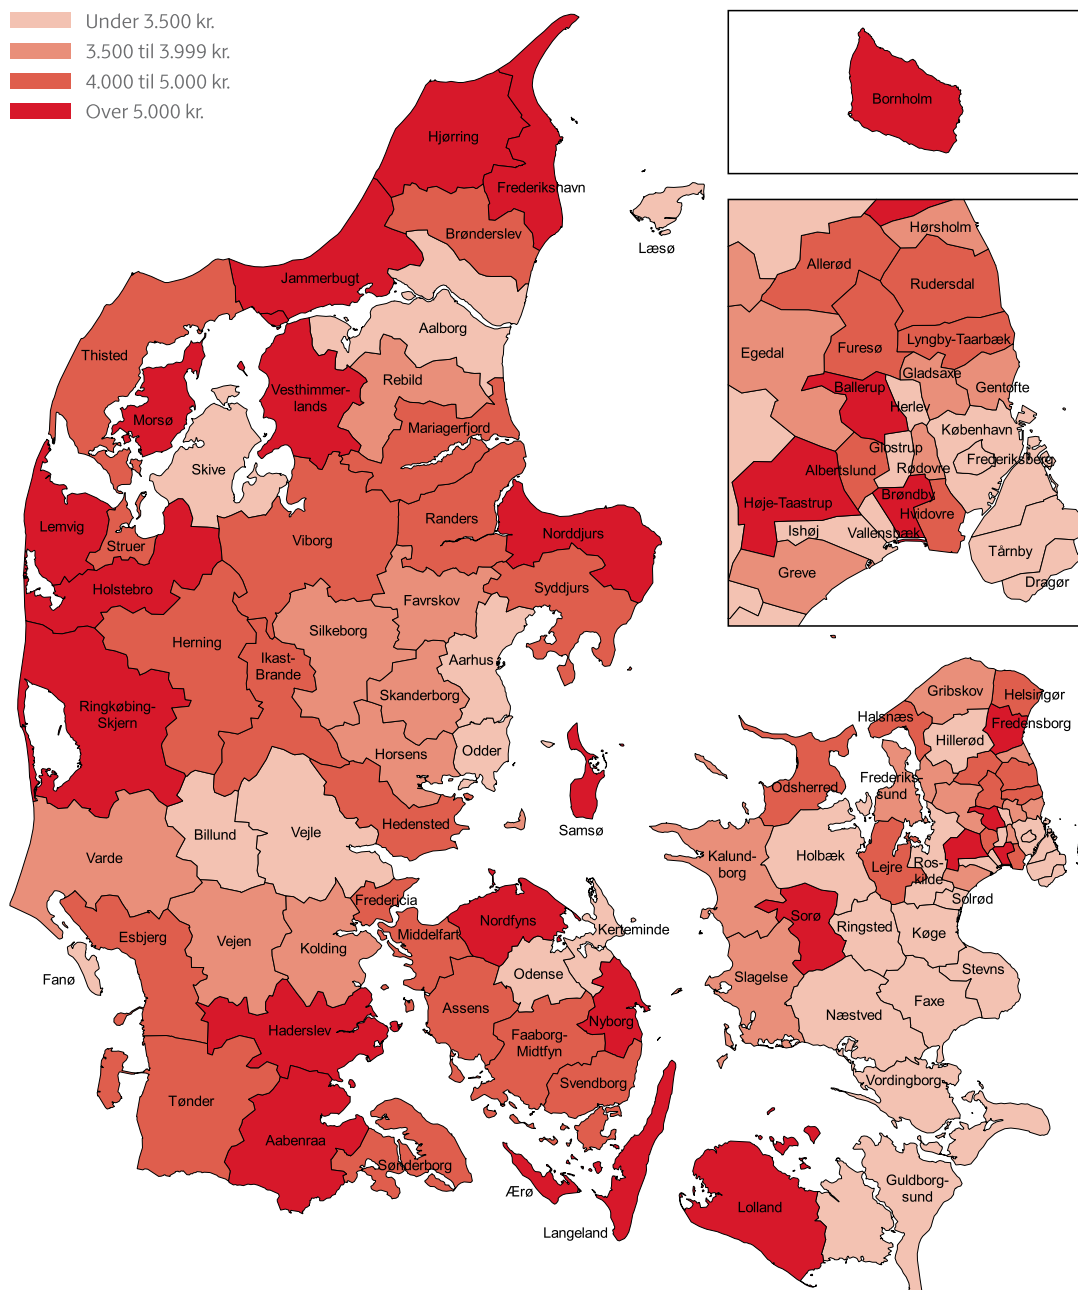 Under 3.500 kr.
3.500 til 3.999 kr.
4.000 til 5.000 kr.
Over 5.000 kr.
Bornholm
Hjørring
Frederikshavn
Læsø
Brønderslev
Jammerbugt
Aalborg
Thisted
Rebild
Vesthimmer-
lands
Morsø
Mariagerfjord
Skive
Lemvig
Struer
Viborg
Randers
Norddjurs
Holstebro
Syddjurs
Favrskov
Herning
Silkeborg
Ikast-
Brande
Aarhus
Skanderborg
Ringkøbing-
Skjern
Horsens
Odder
Samsø
Hedensted
Billund
Vejle
Varde
Fredericia
Esbjerg
Vejen
Kolding
Fanø
Haderslev
Tønder
Aabenraa
Sønderborg
Middelfart
Nordfyns
Kerteminde
Odense
Assens
Nyborg
Faaborg-
Midtfyn
Svendborg
Ærø
Langeland
Hørsholm
Allerød
Rudersdal
Egedal
Furesø
Lyngby-Taarbæk
Gladsaxe
Gentofte
Ballerup
Herlev
København
Glostrup
Frederiksberg
Albertslund
Rødovre
Høje-Taastrup
Brøndby
Hvidovre
Ishøj
Vallensbæk
Tårnby
Greve
Dragør
Gribskov
Helsingør
Halsnæs
Fredensborg
Hillerød
Frederiks-
sund
Odsherred
Kalund-
borg
Holbæk
Lejre
Ros-
kilde
Solrød
Sorø
Ringsted
Køge
Slagelse
Stevns
Faxe
Næstved
Vordingborg
Guldborg-
sund
Lolland